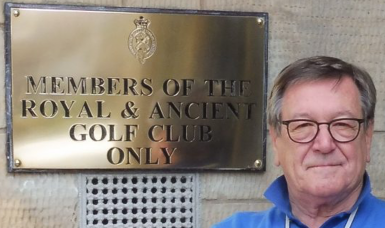 MEMBERS OF THE
ROYAL & ANCIENT
GOLF CLUB
ONLY